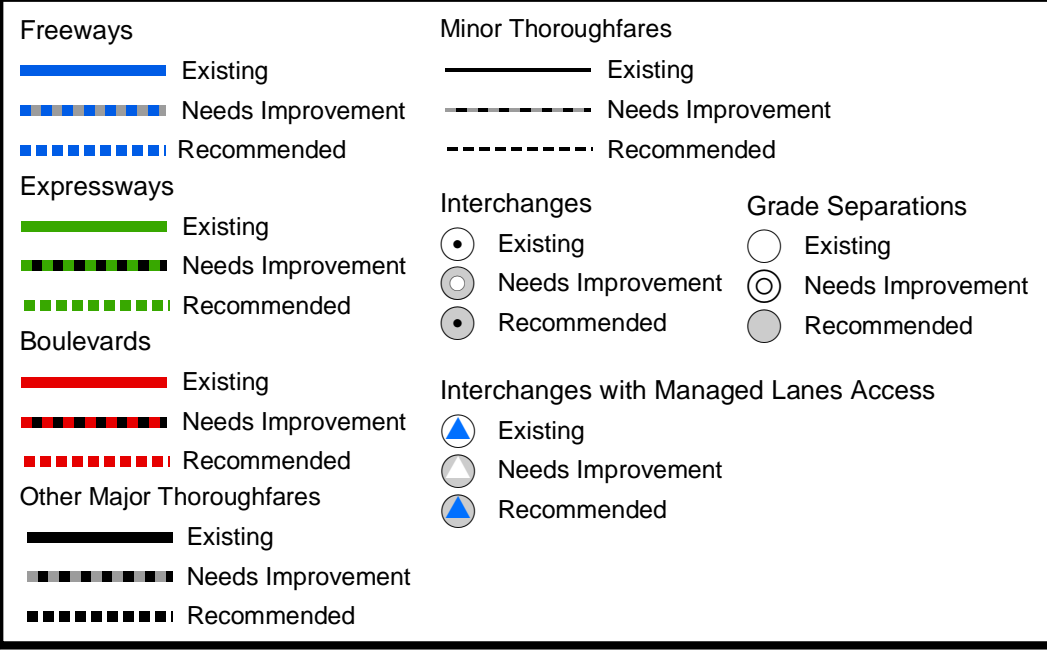 Freeways
Existing
Needs Improvement
Recommended
Expressways
Existing
Needs Improvement
Recommended
Boulevards
Existing
Needs Improvement
Recommended
Other Major Thoroughfares
Existing
Needs Improvement
Recommended
Minor Thoroughfares
Existing
Needs Improvement
Recommended
Interchanges
Existing
Needs Improvement
Recommended
Grade Separations
Existing
Needs Improvement
Recommended
Interchanges with Managed Lanes Access
Existing
Needs Improvement
Recommended